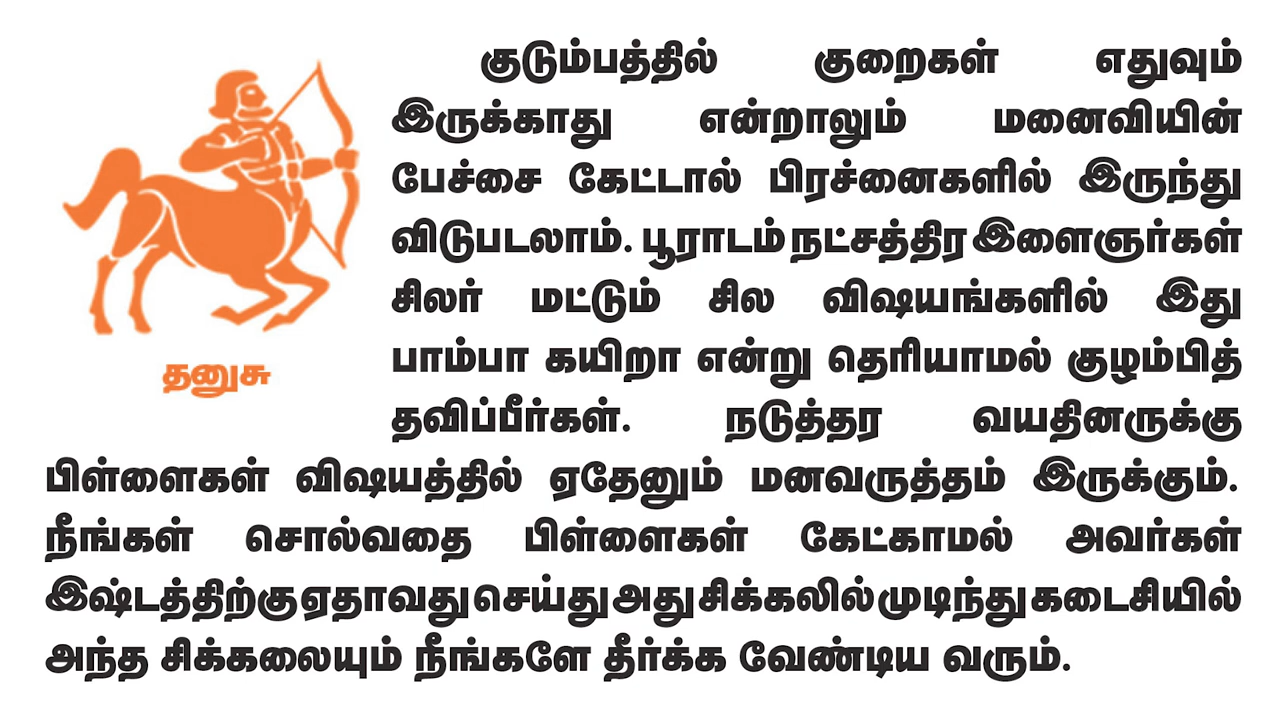 குடும்பத்தில் குறைகள் எதுவும்
இருக்காது என்றாலும் மனைவியின்
பேச்சை கேட்டால் பிரச்னைகளில் இருந்து
விடுபடலாம். பூராடம் நட்சத்திர இளைஞர்கள்
சிலர் மட்டும் சில விஷயங்களில் இது
பாம்பா கயிறா என்று தெரியாமல் குழம்பித்
தனுசு
தவிப்பீர்கள். நடுத்தர வயதினருக்கு
பிள்ளைகள் விஷயத்தில் ஏதேனும் மனவருத்தம் இருக்கும்.
நீங்கள் சொல்வதை பிள்ளைகள் கேட்காமல் அவர்கள்
இஷ்டத்திற்கு ஏதாவது செய்து அது சிக்கலில் முடிந்து கடைசியில்
அந்த சிக்கலையும் நீங்களே தீர்க்க வேண்டிய வரும்.